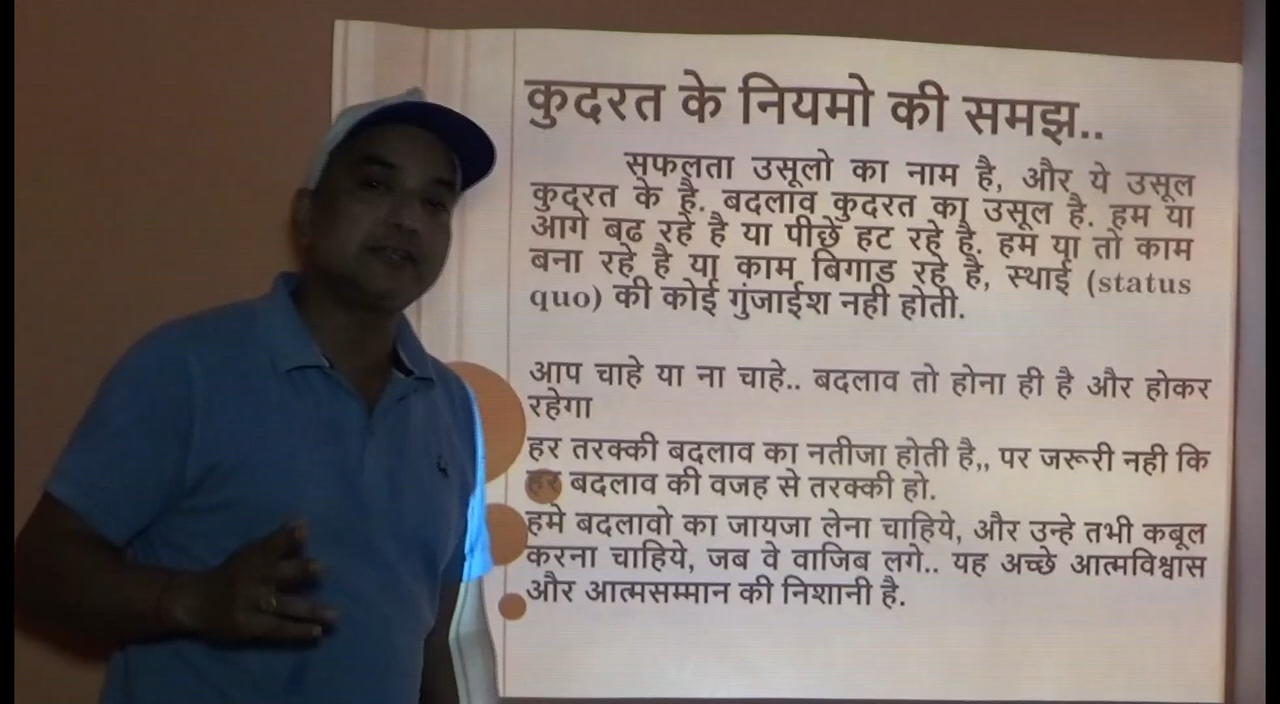 कुदरत के नियमो की समझ..
सफलता उसूलो का नाम है, और ये उसूल
कुदरत के है. बदलाव कुदरत का उसूल है. हम या
आगे बढ रहे है या पीछे हट रहे है. हम या तो काम
बना रहे है या काम बिगाड रहे है, स्थाई (status
quo) की कोई गुंजाईश नही होती.
आप चाहे या ना चाहे.. बदलाव तो होना ही है और होकर
रहेगा
हर तरक्की बदलाव का नतीजा होती है,, पर जरूरी नही कि
हर बदलाव की वजह से तरक्की हो.
हमे बदलावो का जायजा लेना चाहिये, और उन्हे तभी कबूल
करना चाहिये, जब वे वाजिब लगे.. यह अच्छे आत्मविश्वास
और आत्मसम्मान की निशानी है.